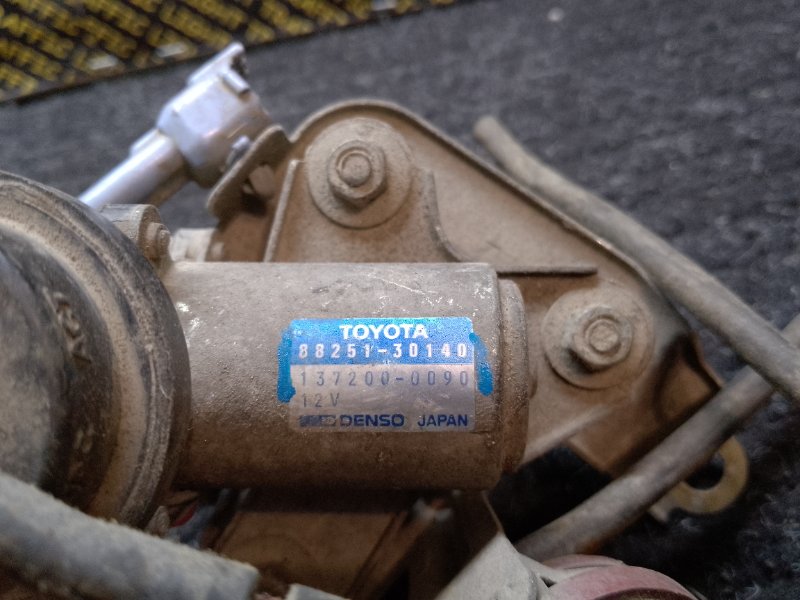 TOYOTA
88251-30140
137200-0090
12V
DENSO JAPAN